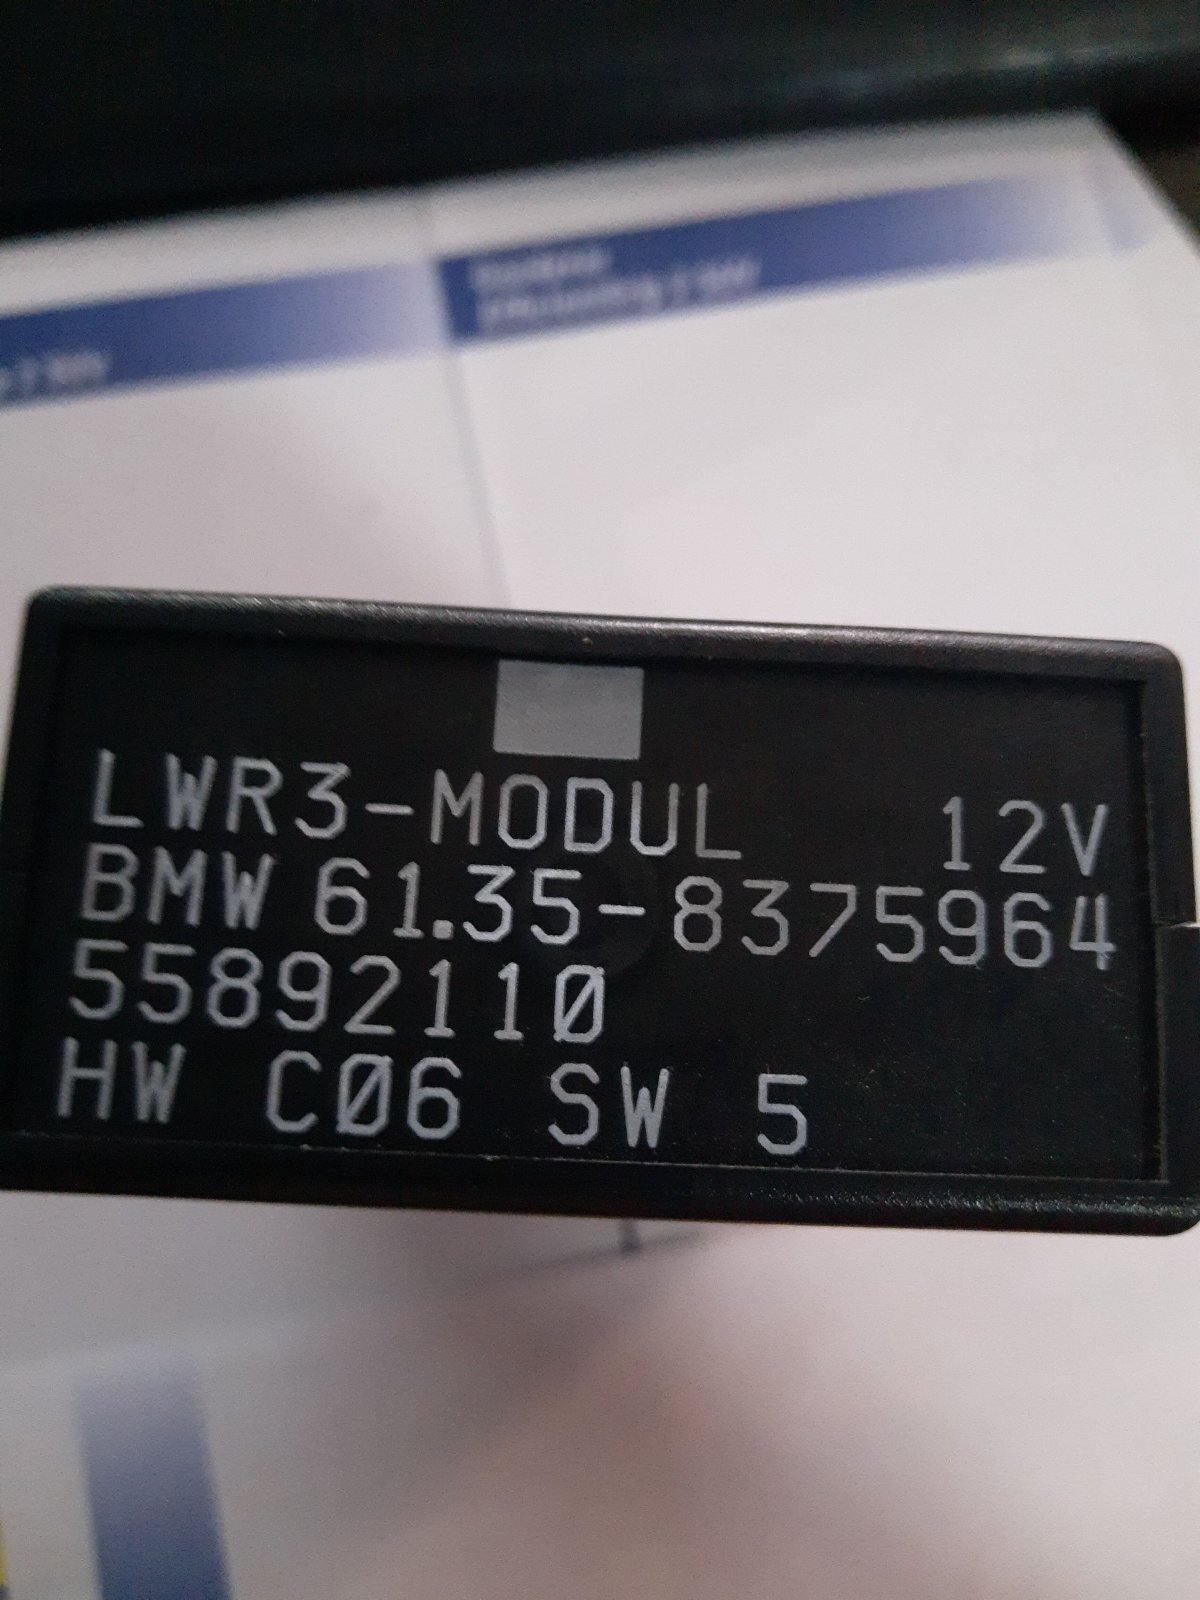 LWR3-MODUL 12V
BMW 61.35-8375964
55892110
HW C06 SW 5